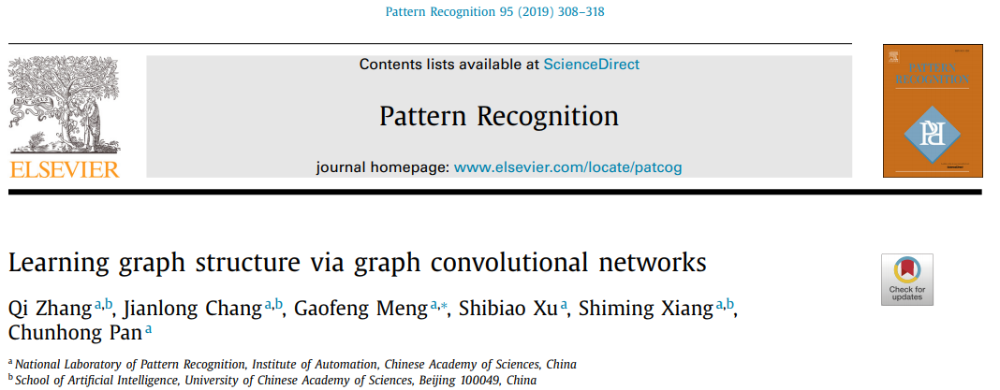 Pattern Recognition 95 (2019) 308–318
Contents lists available at ScienceDirect
Pattern Recognition
journal homepage: www.elsevier.com/locate/patcog
ELSEVIER
PATTERN
RECOGNITION
Learning graph structure via graph convolutional networks
Check for
updates
Qi Zhang a,b, Jianlong Chang a,b, Gaofeng Meng a,*, Shibiao Xu a, Shiming Xiang a,b,
Chunhong Pan a
a National Laboratory of Pattern Recognition, Institute of Automation, Chinese Academy of Sciences, China
b School of Artificial Intelligence, University of Chinese Academy of Sciences, Beijing 100049, China